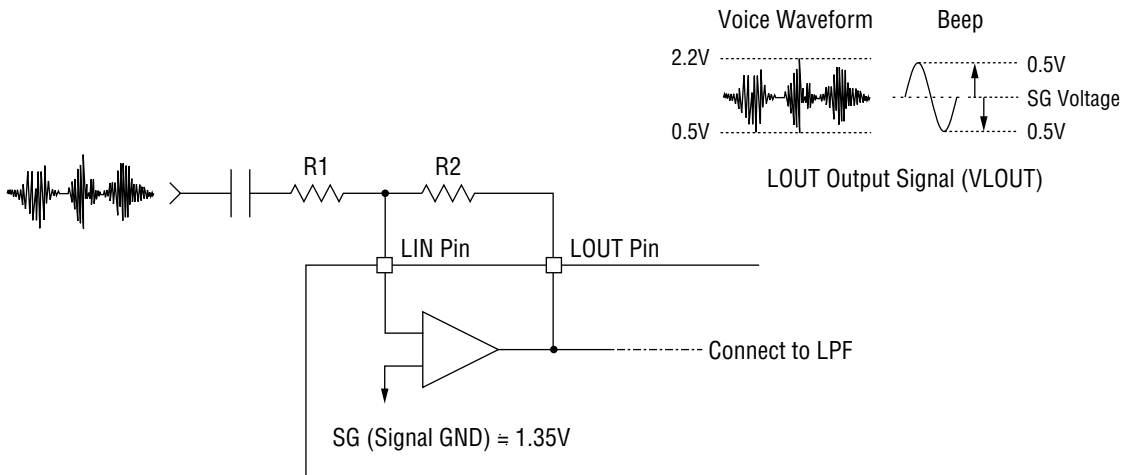 Voice Waveform
Beep
2.2V
0.5V
0.5V
SG Voltage
0.5V
LOUT Output Signal (VLOUT)
R1
R2
LIN Pin
LOUT Pin
Connect to LPF
SG (Signal GND) ≒ 1.35V